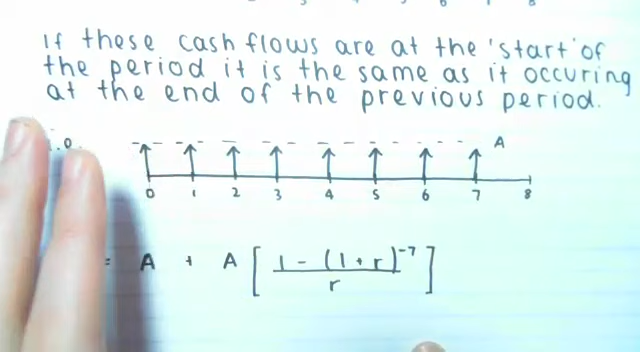 If these cash flows are at the 'start' of
the period it is the same as it occuring
at the end of the previous period.
A
0 1 2 3 4 5 6 7 8
= A + A [ 1 - (1+r)^-7 / r ]